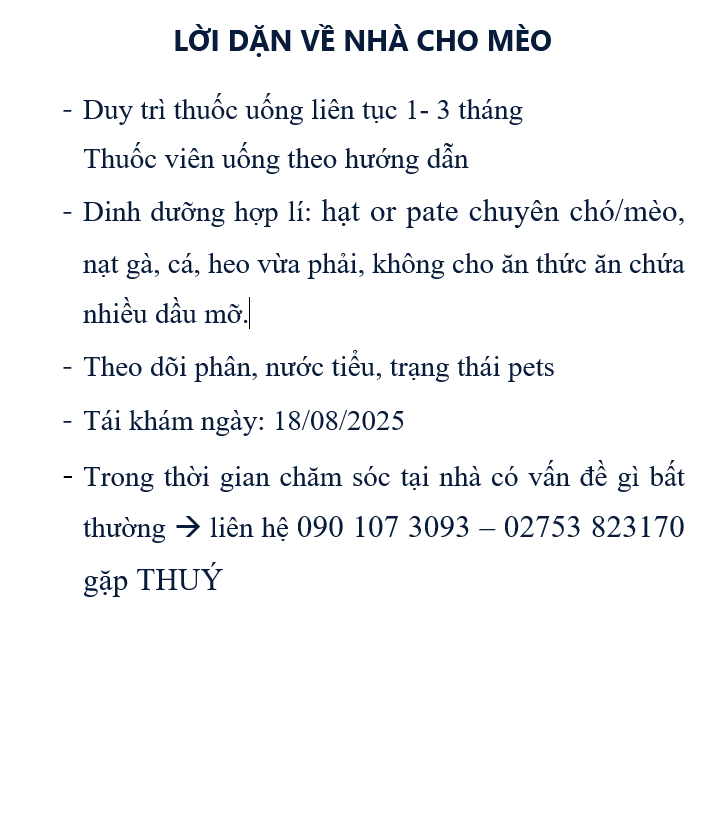 LỜI DẶN VỀ NHÀ CHO MÈO
- Duy trì thuốc uống liên tục 1- 3 tháng
Thuốc viên uống theo hướng dẫn
- Dinh dưỡng hợp lí: hạt or pate chuyên chó/mèo,
nạt gà, cá, heo vừa phải, không cho ăn thức ăn chứa
nhiều dầu mỡ.
- Theo dõi phân, nước tiểu, trạng thái pets
- Tái khám ngày: 18/08/2025
- Trong thời gian chăm sóc tại nhà có vấn đề gì bất
thường → liên hệ 090 107 3093 – 02753 823170
gặp THUÝ